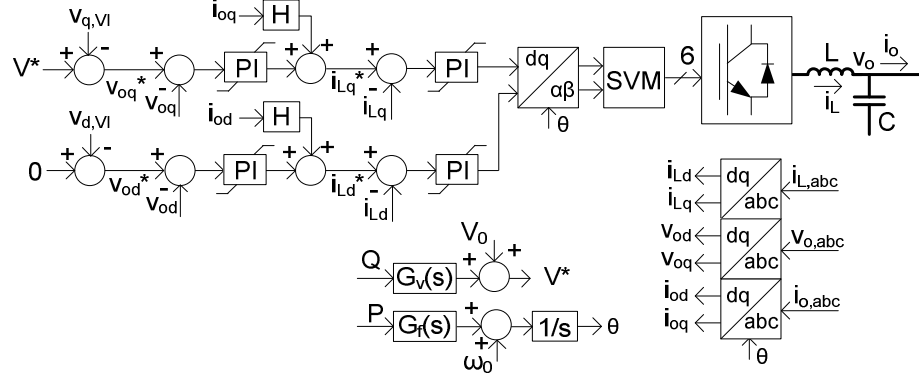 v_q,VI
i_oq
H
+
-
V*
+
-
v_oq*
v_oq
PI
+
+
i_Lq*
+
-
i_Lq
PI
dq
αβ
θ
SVM
6
L
v_o
i_o
i_L
C
v_d,VI
i_od
H
+
-
0
+
-
v_od*
v_od
PI
+
+
i_Ld*
+
-
i_Ld
PI
i_Ld
i_Lq
dq
abc
i_L,abc
v_od
v_oq
dq
abc
v_o,abc
i_od
i_oq
dq
abc
i_o,abc
θ
V_0
+
Q
G_v(s)
+
V*
P
G_f(s)
+
+
ω_0
1/s
θ